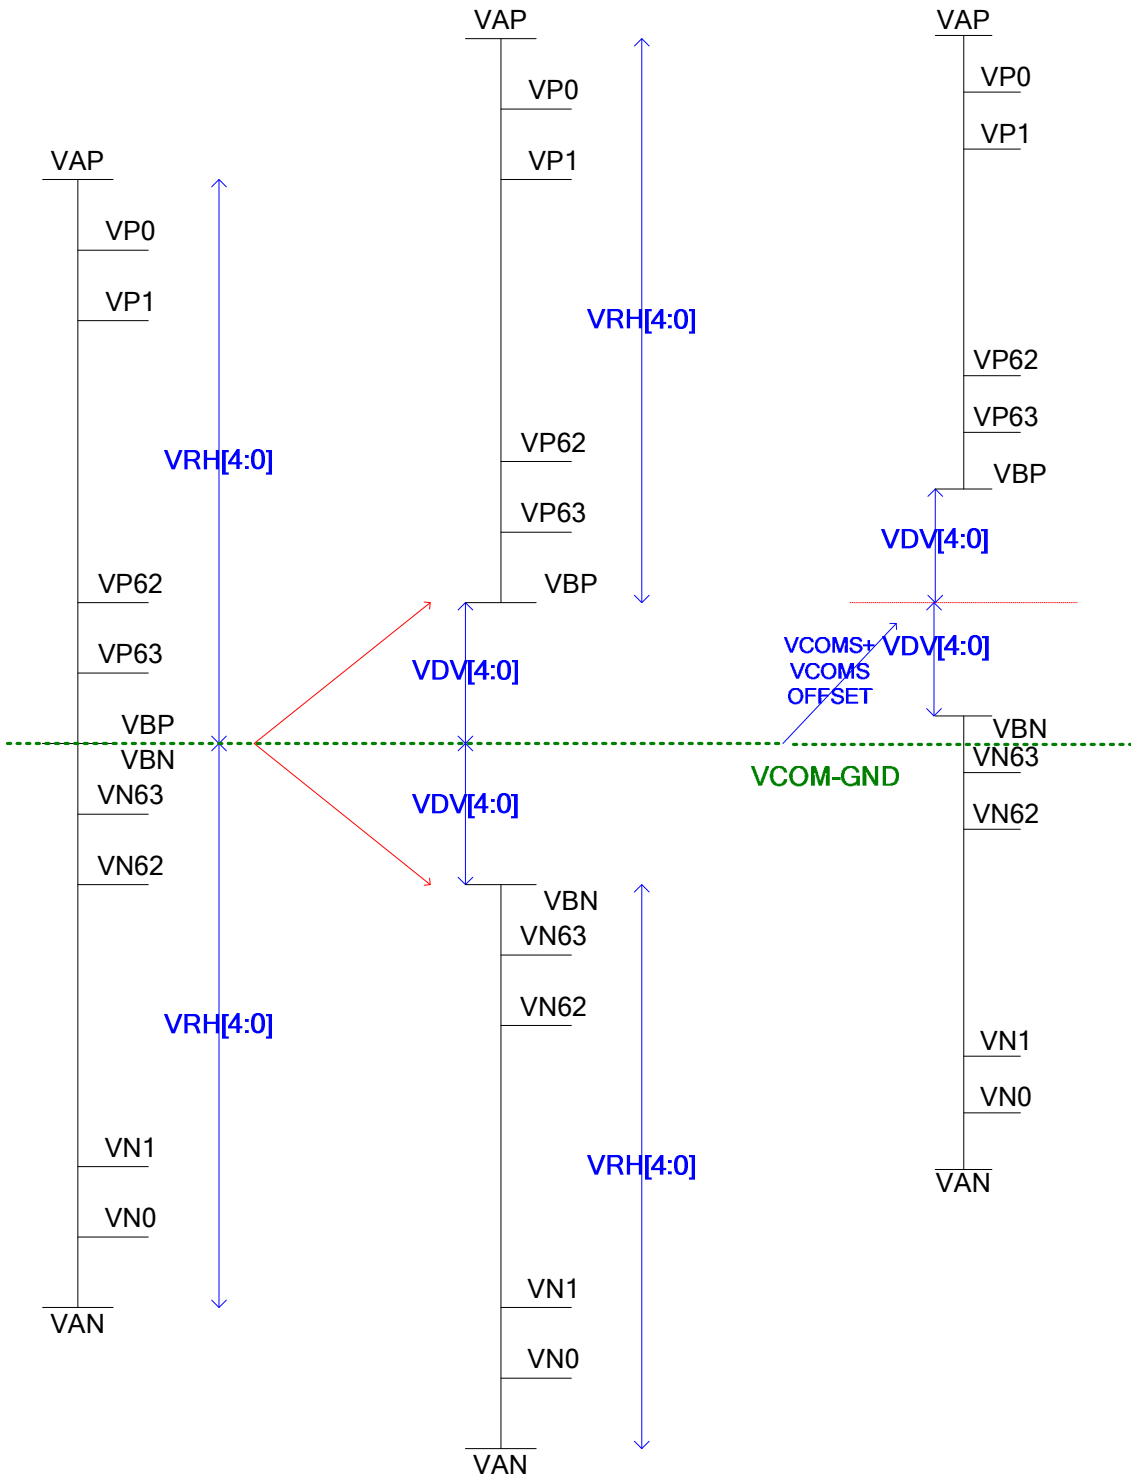 VAP
VP0
VP1
VRH[4:0]
VP62
VP63
VBP
VBN
VN63
VN62
VRH[4:0]
VN1
VN0
VAN
VAP
VP0
VP1
VRH[4:0]
VP62
VP63
VBP
VDV[4:0]
VDV[4:0]
VBN
VN63
VN62
VRH[4:0]
VN1
VN0
VAN
VAP
VP0
VP1
VP62
VP63
VBP
VDV[4:0]
VCOMS+
VCOMS
OFFSET
VDV[4:0]
VBN
VCOM-GND
VN63
VN62
VN1
VN0
VAN